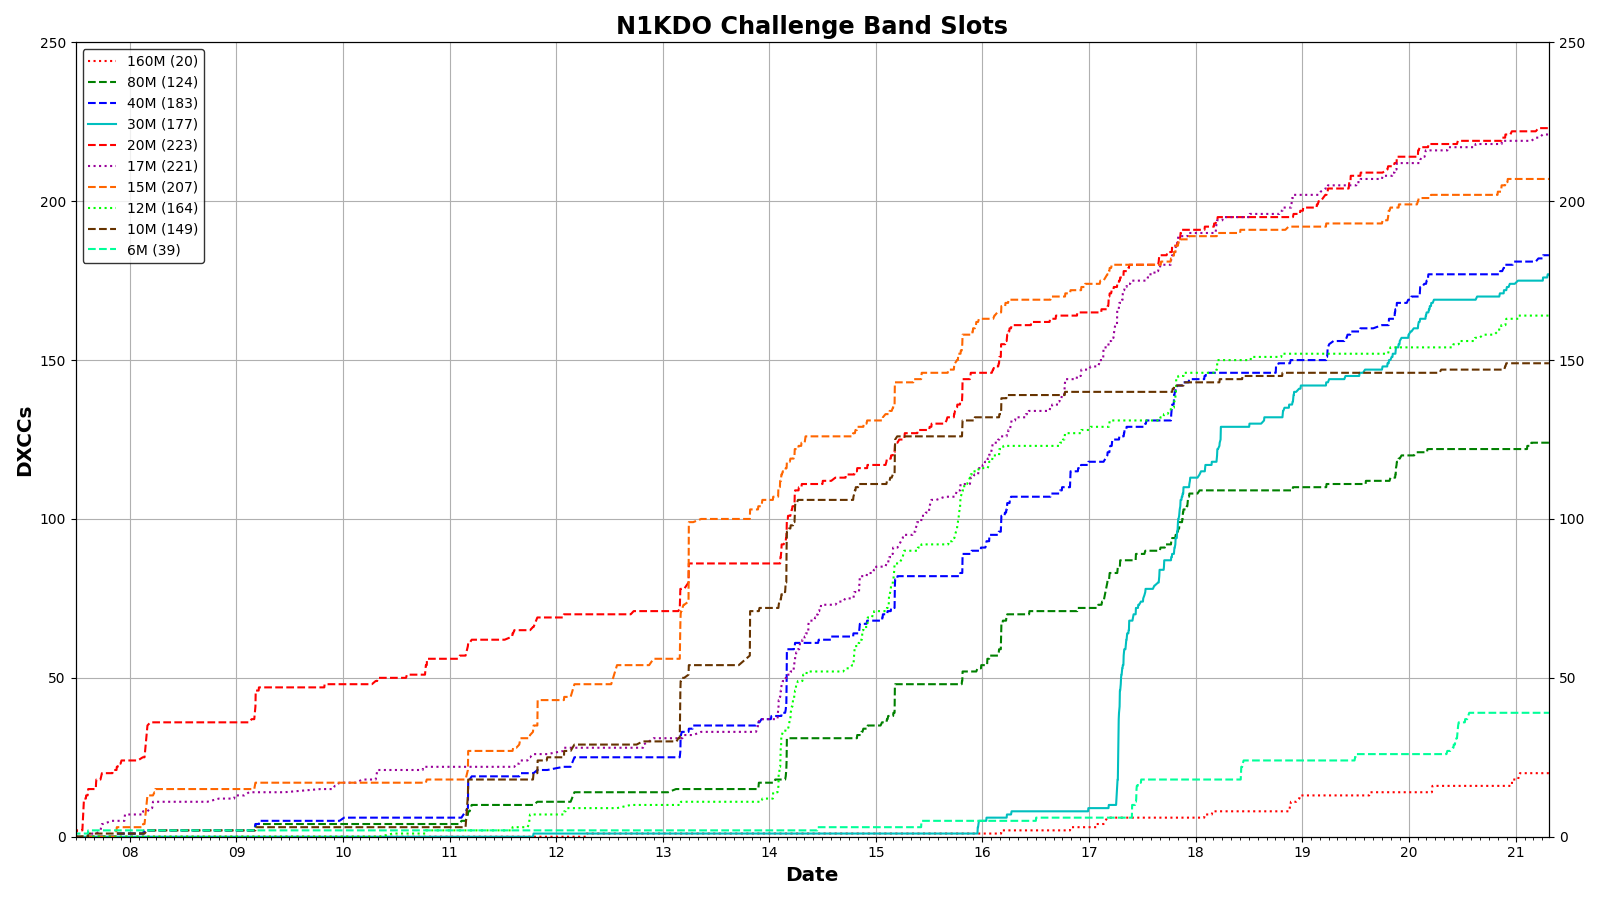 N1KDO Challenge Band Slots
250
200
150
100
50
0
250
200
150
100
50
0
DXCCs
160M (20)
80M (124)
40M (183)
30M (177)
20M (223)
17M (221)
15M (207)
12M (164)
10M (149)
6M (39)
08 09 10 11 12 13 14 15 16 17 18 19 20 21
Date